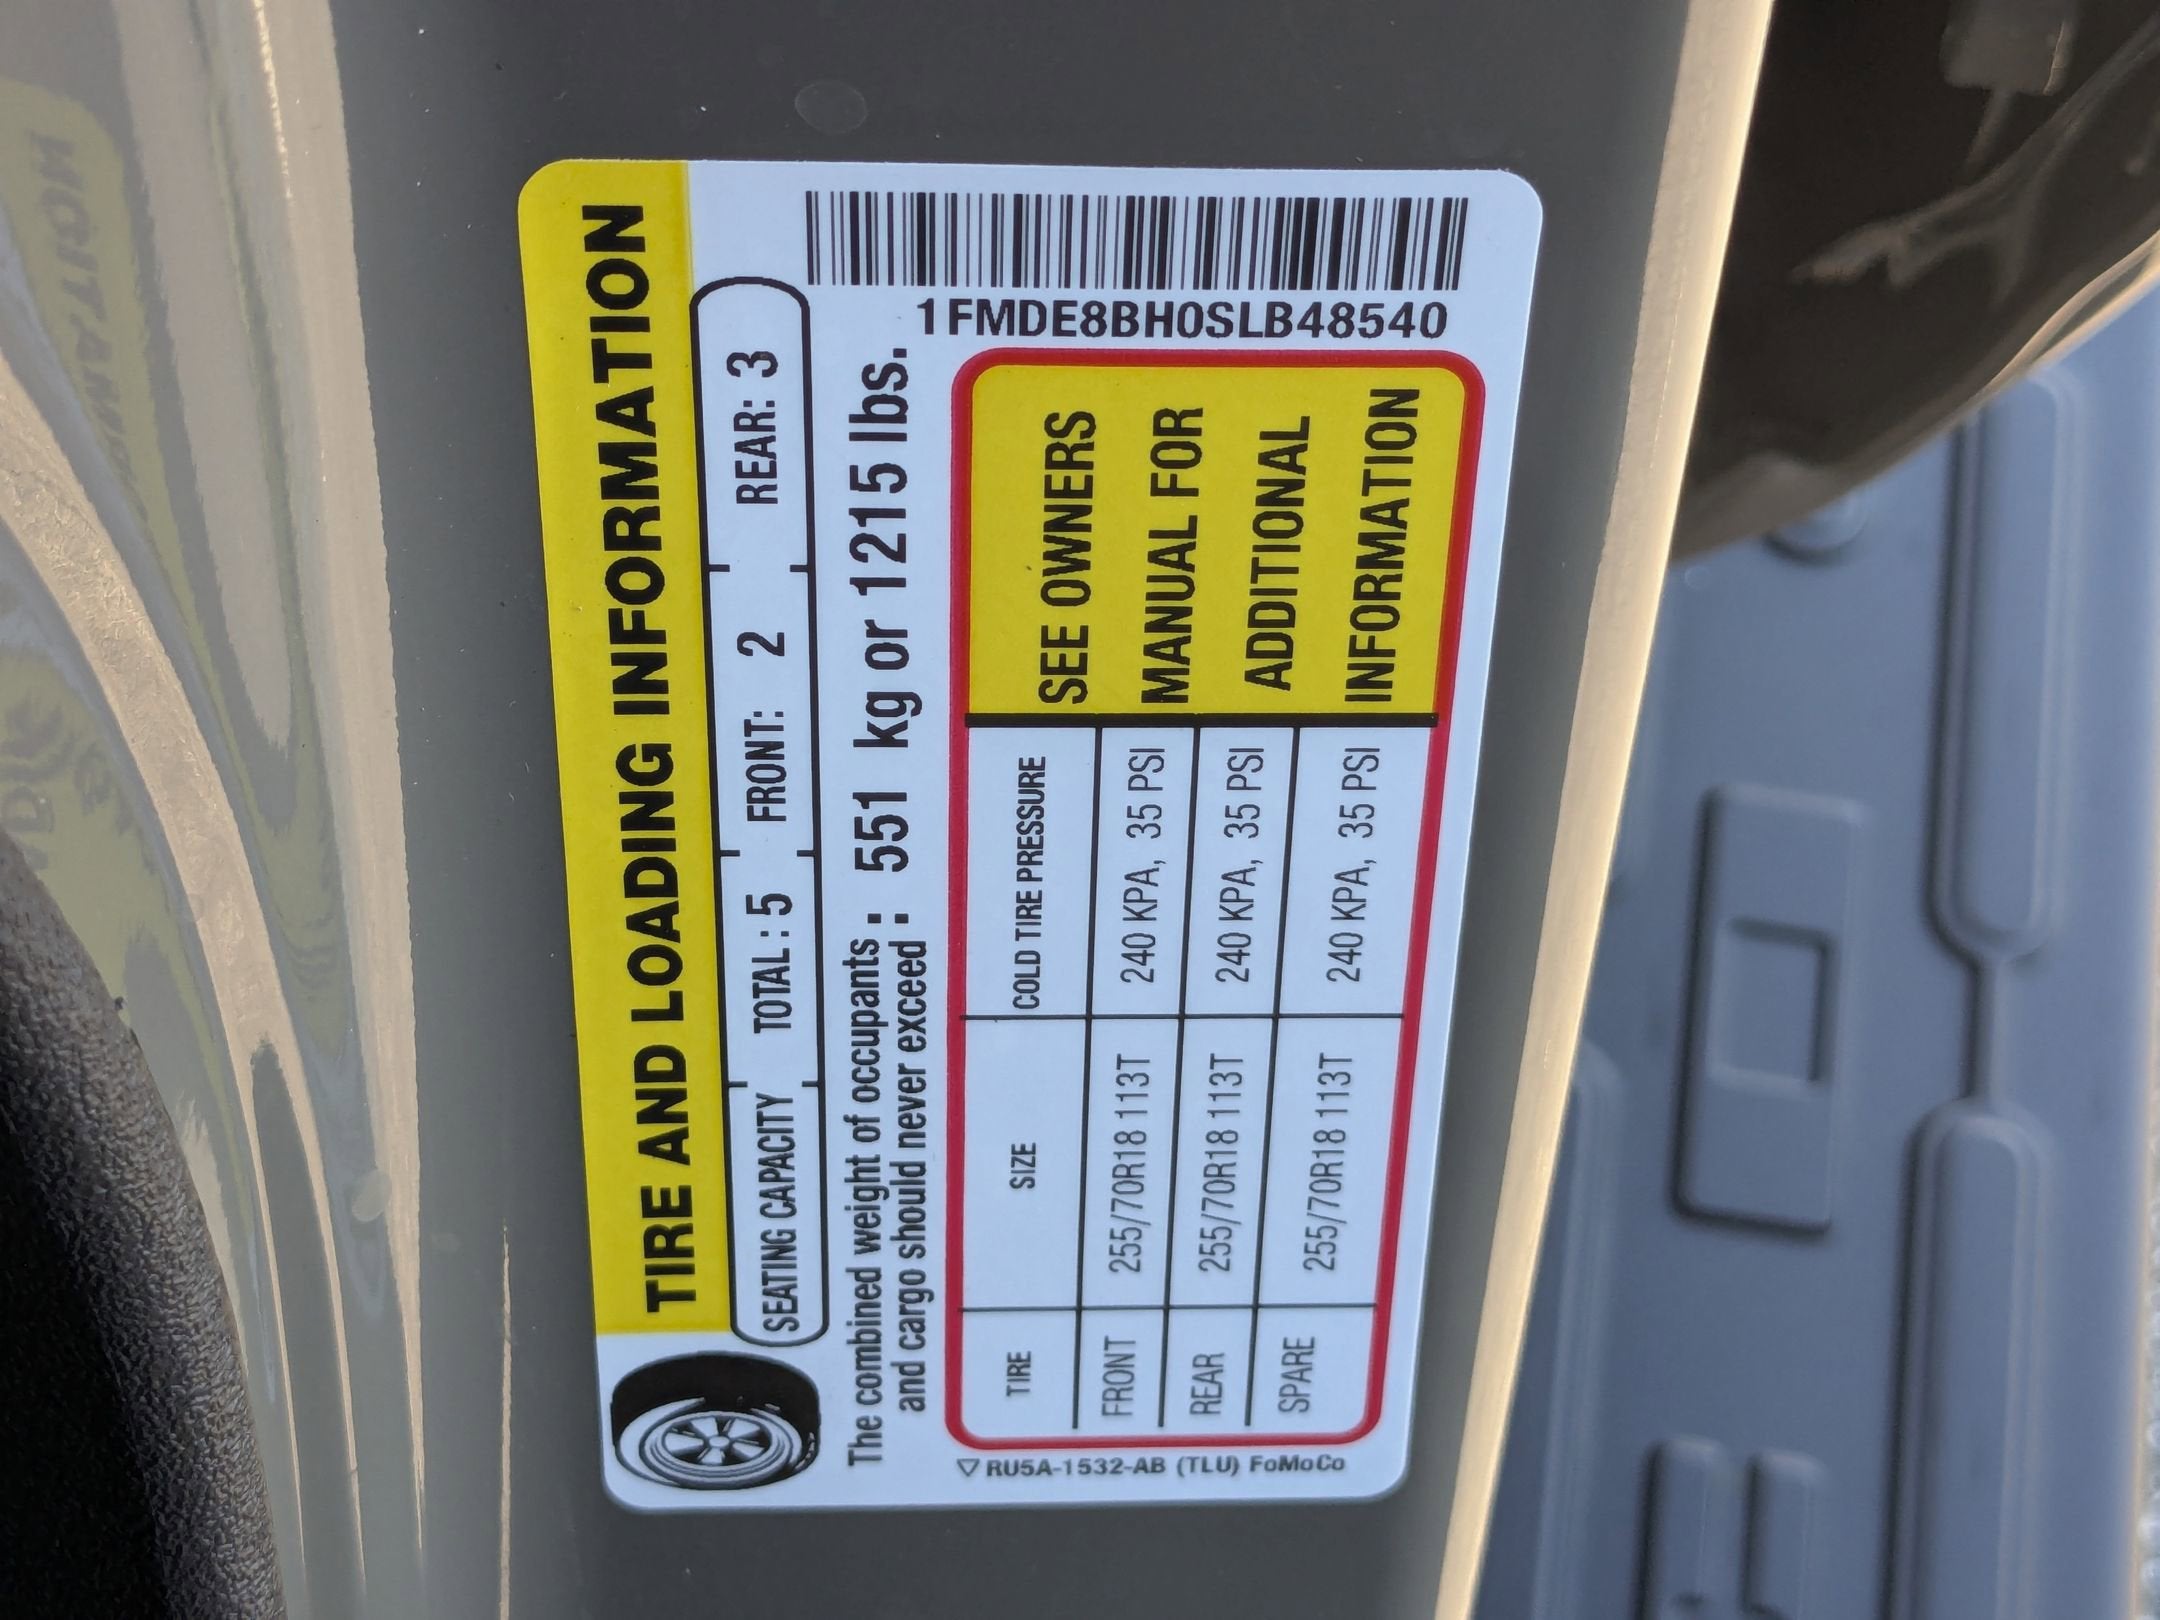 TIRE AND LOADING INFORMATION
SEATING CAPACITY TOTAL : 5 FRONT: 2 REAR: 3
The combined weight of occupants : 551 kg or 1215 lbs.
and cargo should never exceed :
1FMDE8BH0SLB48540
TIRE SIZE COLD TIRE PRESSURE
FRONT 255/70R18 113T 240 KPA, 35 PSI
REAR 255/70R18 113T 240 KPA, 35 PSI
SPARE 255/70R18 113T 240 KPA, 35 PSI
SEE OWNERS
MANUAL FOR
ADDITIONAL
INFORMATION
RU5A-1532-AB (TLU) FoMoCo